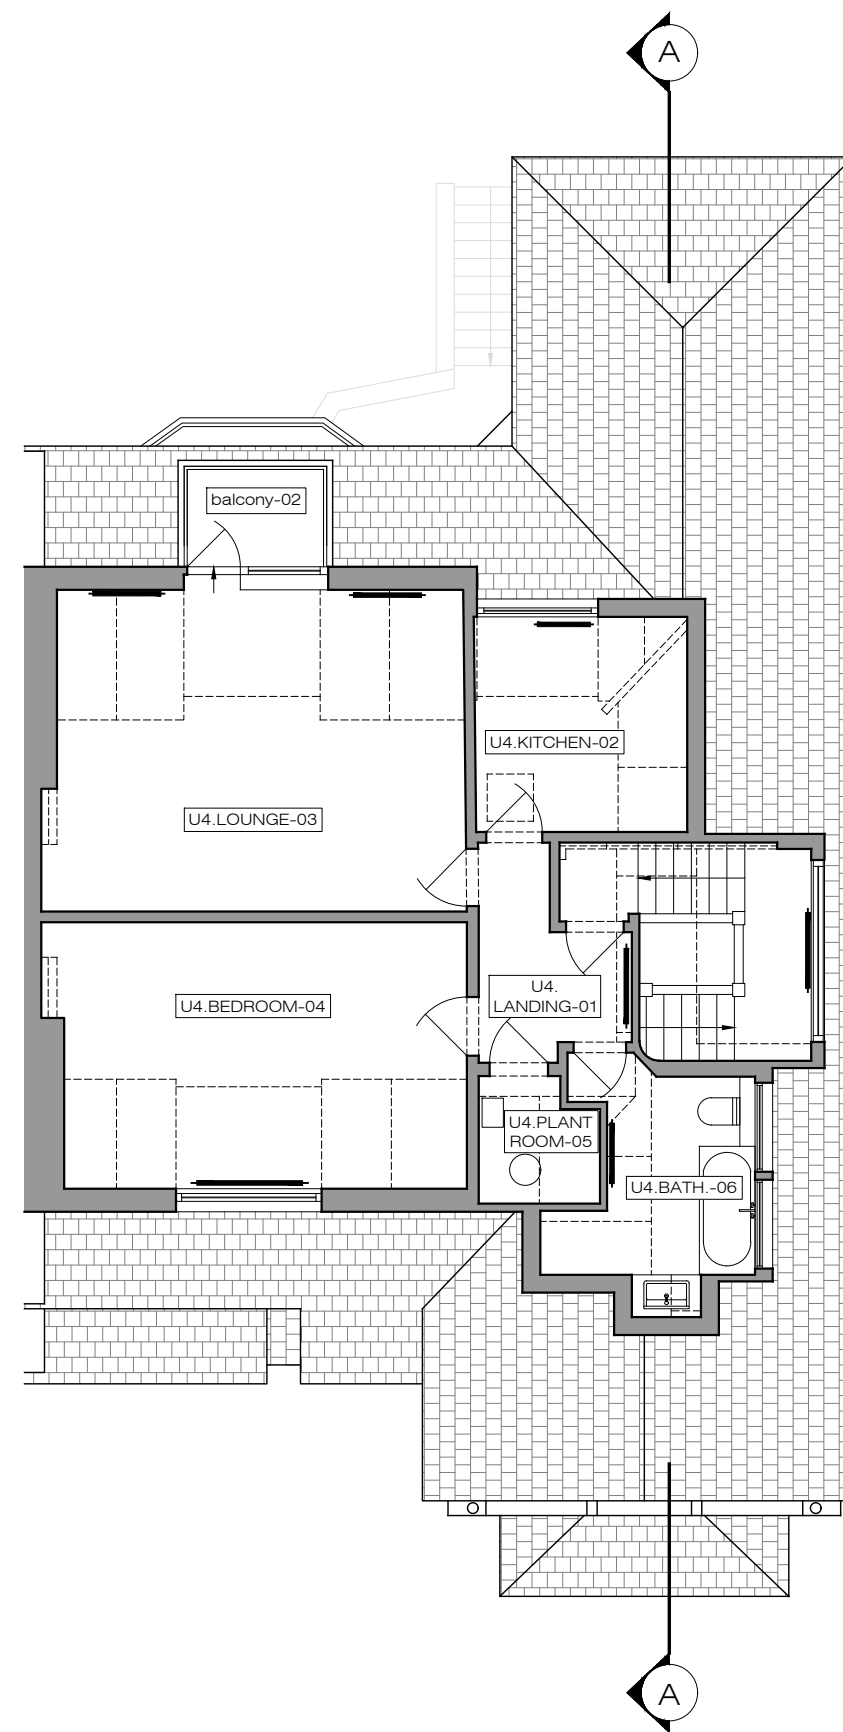 A
balcony-02
U4.KITCHEN-02
U4.LOUNGE-03
U4.
LANDING-01
U4.BEDROOM-04
U4.PLANT
ROOM-05
U4.BATH.-06
A